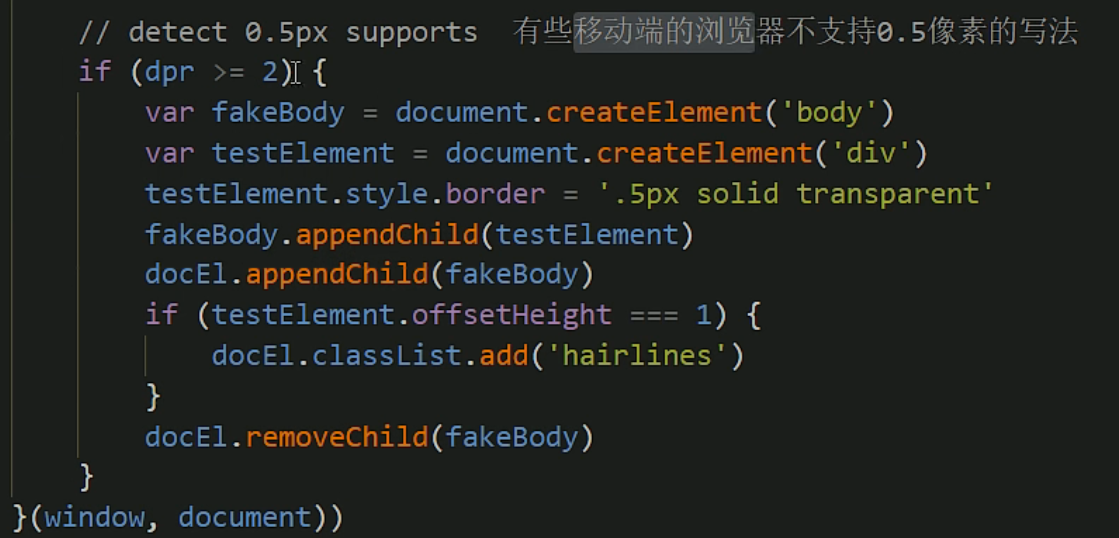 // detect 0.5px supports  有些移动端的浏览器不支持0.5像素的写法
if (dpr >= 2) {
var fakeBody = document.createElement('body')
var testElement = document.createElement('div')
testElement.style.border = '.5px solid transparent'
fakeBody.appendChild(testElement)
docEl.appendChild(fakeBody)
if (testElement.offsetHeight === 1) {
docEl.classList.add('hairlines')
}
docEl.removeChild(fakeBody)
}
}(window, document))